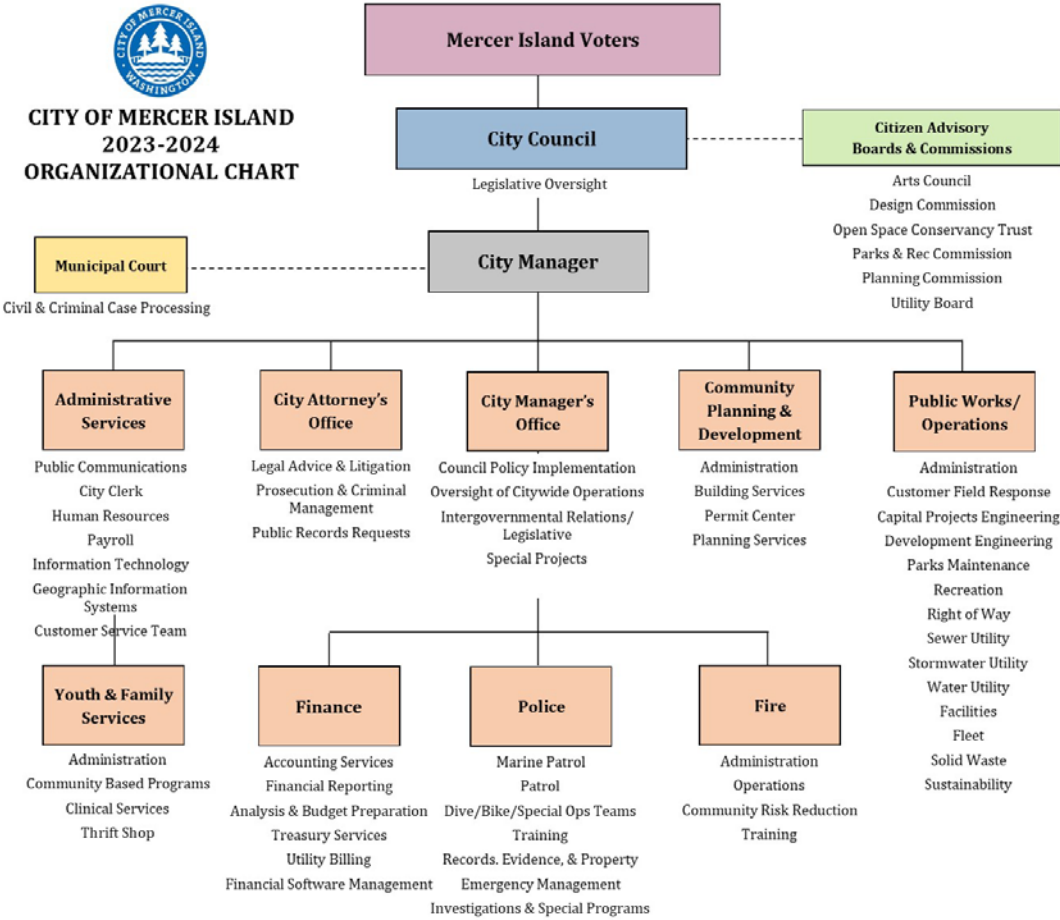 CITY OF MERCER ISLAND
WASHINGTON
CITY OF MERCER ISLAND
2023-2024
ORGANIZATIONAL CHART
Mercer Island Voters
City Council
Legislative Oversight
Citizen Advisory
Boards & Commissions
Arts Council
Design Commission
Open Space Conservancy Trust
Parks & Rec Commission
Planning Commission
Utility Board
Municipal Court
Civil & Criminal Case Processing
City Manager
Administrative
Services
Public Communications
City Clerk
Human Resources
Payroll
Information Technology
Geographic Information
Systems
Customer Service Team
City Attorney's
Office
Legal Advice & Litigation
Prosecution & Criminal
Management
Public Records Requests
City Manager's
Office
Council Policy Implementation
Oversight of Citywide Operations
Intergovernmental Relations/
Legislative
Special Projects
Community
Planning &
Development
Administration
Building Services
Permit Center
Planning Services
Public Works/
Operations
Administration
Customer Field Response
Capital Projects Engineering
Development Engineering
Parks Maintenance
Recreation
Right of Way
Sewer Utility
Stormwater Utility
Water Utility
Facilities
Fleet
Solid Waste
Sustainability
Youth & Family
Services
Administration
Community Based Programs
Clinical Services
Thrift Shop
Finance
Accounting Services
Financial Reporting
Analysis & Budget Preparation
Treasury Services
Utility Billing
Financial Software Management
Police
Marine Patrol
Patrol
Dive/Bike/Special Ops Teams
Training
Records. Evidence, & Property
Emergency Management
Investigations & Special Programs
Fire
Administration
Operations
Community Risk Reduction
Training